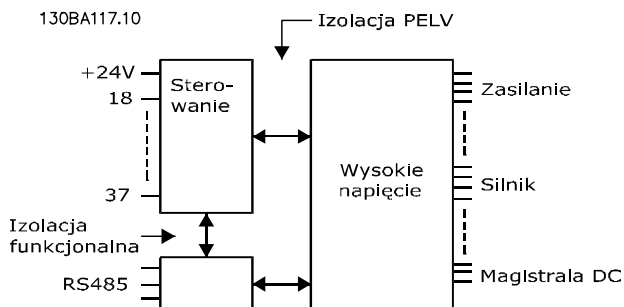 130BA117.10
Izolacja PELV
+24V
18
37
Stero-
wanie
Wysokie
napięcie
Zasilanie
Silnik
Magistrala DC
Izolacja
funkcjonalna
RS485